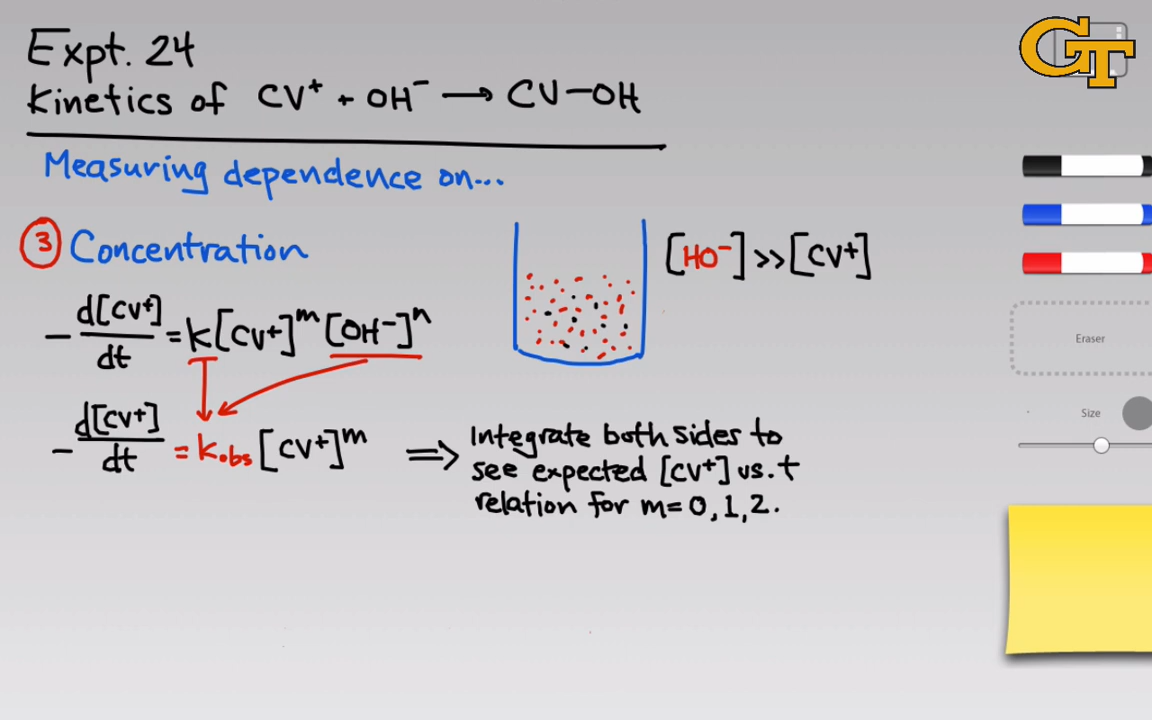 Expt. 24
Kinetics of CV⁺ + OH⁻ ⟶ CV–OH
GT
Measuring dependence on...
③ Concentration
[HO⁻] >> [CV⁺]
− d[CV⁺]/dt = k[CV⁺]ᵐ[OH⁻]ⁿ
− d[CV⁺]/dt = k.obs [CV⁺]ᵐ ⟹ Integrate both sides to
see expected [CV⁺] vs. t
relation for m = 0, 1, 2.
Eraser
Size